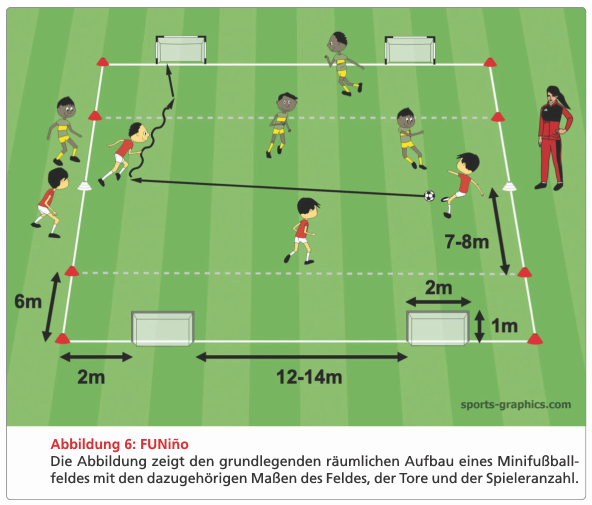 7-8m
2m
6m
1m
2m
12-14m
sports-graphics.com
Abbildung 6: FUNiño
Die Abbildung zeigt den grundlegenden räumlichen Aufbau eines Minifußball-
feldes mit den dazugehörigen Maßen des Feldes, der Tore und der Spieleranzahl.